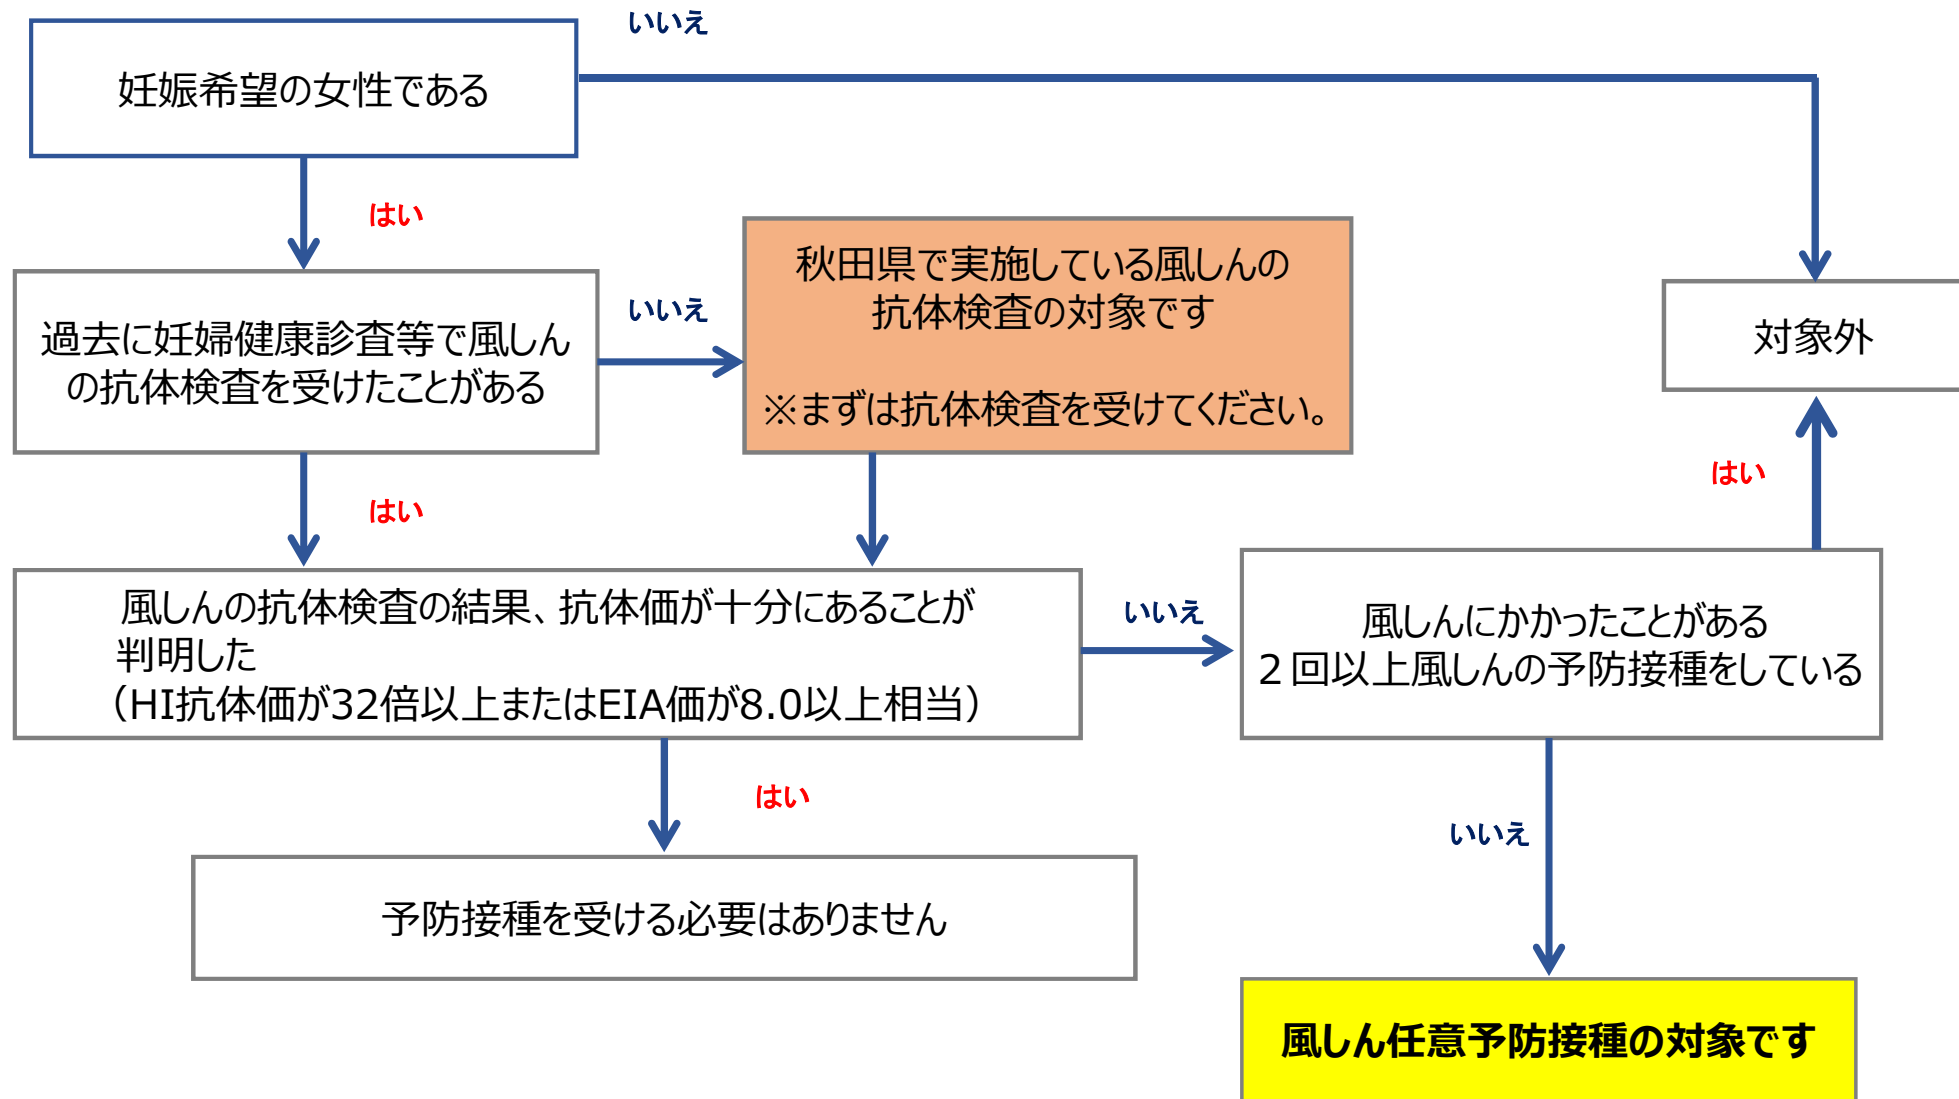 いいえ
妊娠希望の女性である
はい
過去に妊婦健康診査等で風しん
の抗体検査を受けたことがある
いいえ
秋田県で実施している風しんの
抗体検査の対象です
※まずは抗体検査を受けてください。
対象外
はい
はい
風しんの抗体検査の結果、抗体価が十分にあることが
判明した
（HI抗体価が32倍以上またはEIA価が8.0以上相当）
いいえ
風しんにかかったことがある
２回以上風しんの予防接種をしている
はい
いいえ
予防接種を受ける必要はありません
風しん任意予防接種の対象です